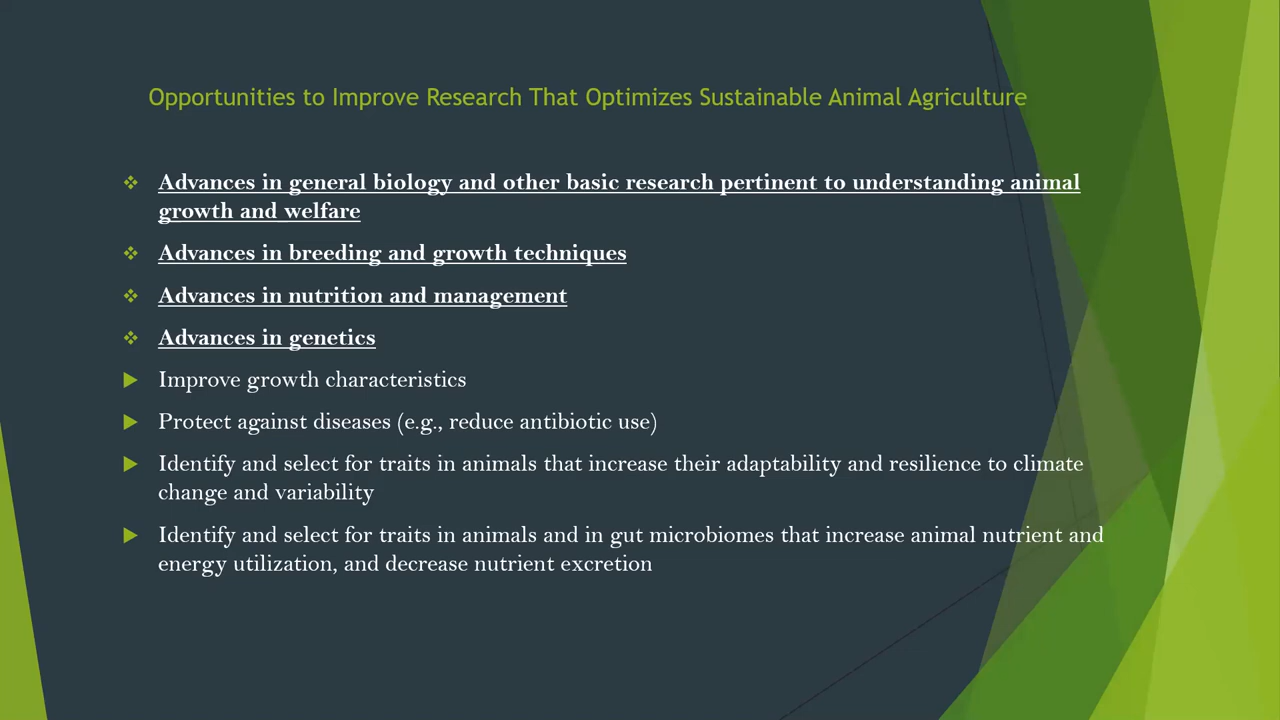 Opportunities to Improve Research That Optimizes Sustainable Animal Agriculture
Advances in general biology and other basic research pertinent to understanding animal
growth and welfare
Advances in breeding and growth techniques
Advances in nutrition and management
Advances in genetics
Improve growth characteristics
Protect against diseases (e.g., reduce antibiotic use)
Identify and select for traits in animals that increase their adaptability and resilience to climate
change and variability
Identify and select for traits in animals and in gut microbiomes that increase animal nutrient and
energy utilization, and decrease nutrient excretion